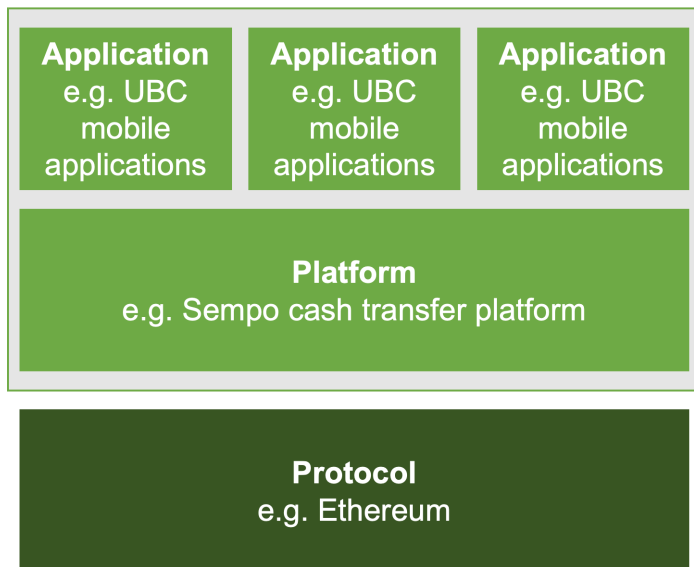 Application
e.g. UBC
mobile
applications
Application
e.g. UBC
mobile
applications
Application
e.g. UBC
mobile
applications
Platform
e.g. Sempo cash transfer platform
Protocol
e.g. Ethereum